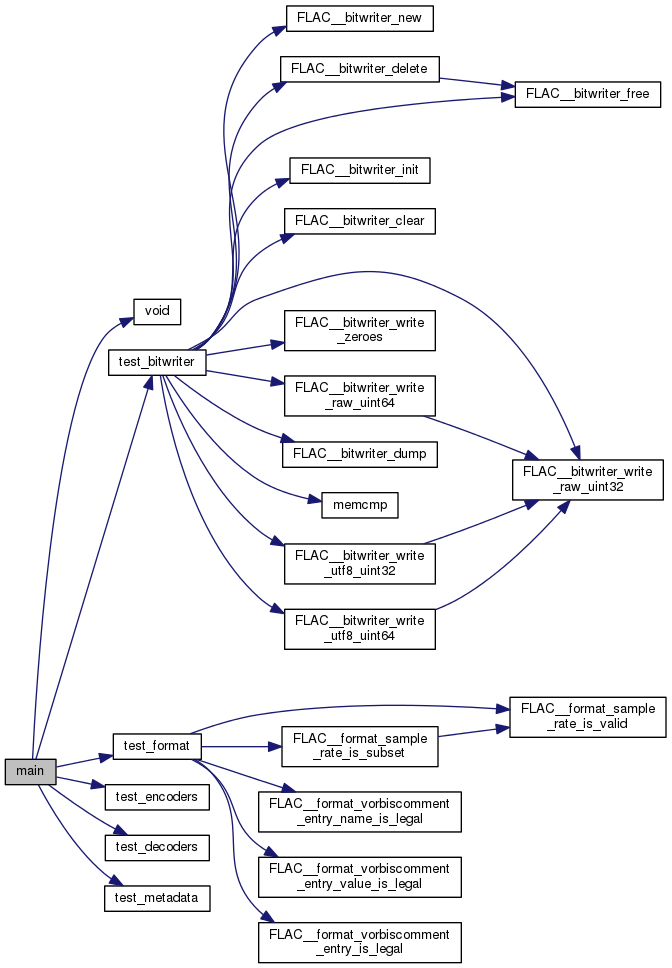 FLAC__bitwriter_new
FLAC__bitwriter_delete
FLAC__bitwriter_free
FLAC__bitwriter_init
FLAC__bitwriter_clear
void
FLAC__bitwriter_write
_zeroes
test_bitwriter
FLAC__bitwriter_write
_raw_uint64
FLAC__bitwriter_dump
FLAC__bitwriter_write
_raw_uint32
memcmp
FLAC__bitwriter_write
_utf8_uint32
FLAC__bitwriter_write
_utf8_uint64
FLAC__format_sample
_rate_is_valid
test_format
FLAC__format_sample
_rate_is_subset
main
test_encoders
FLAC__format_vorbiscomment
_entry_name_is_legal
test_decoders
FLAC__format_vorbiscomment
_entry_value_is_legal
test_metadata
FLAC__format_vorbiscomment
_entry_is_legal